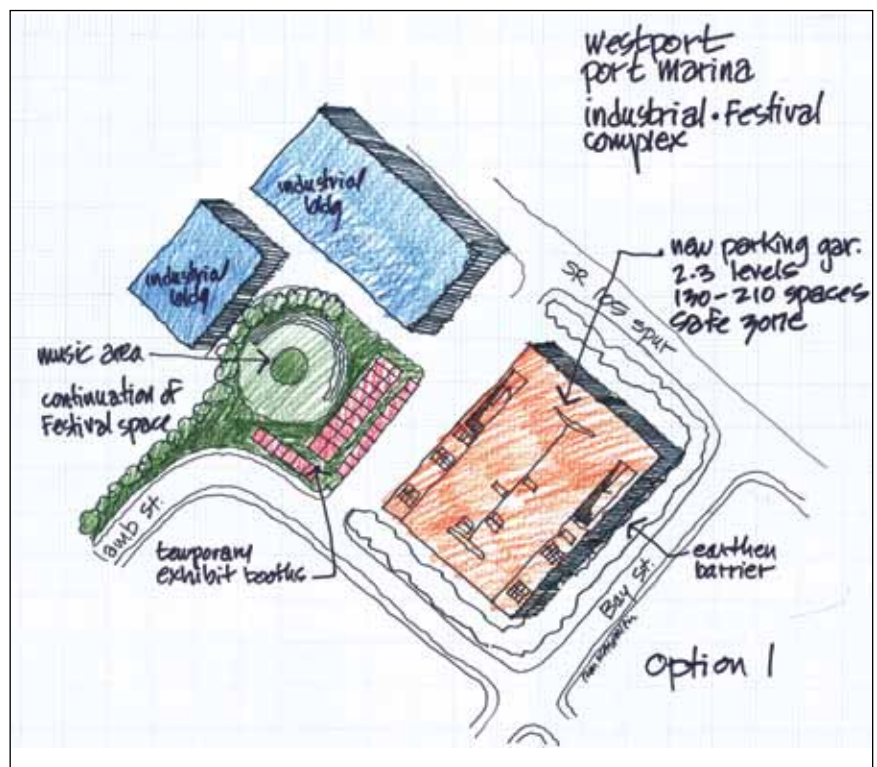 westport
port marina
industrial • Festival
complex
industrial
bldg
industrial
bldg
new parking gar.
2-3 levels
130-210 spaces
safe zone
SR 105 spur
music area
continuation of
Festival space
lamb st.
temporary
exhibit booths
earthen
barrier
Bay St.
Option 1